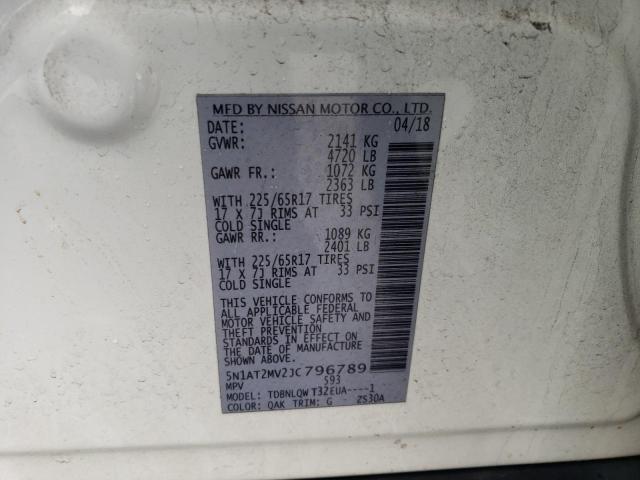 MFD BY NISSAN MOTOR CO., LTD.
DATE: 04/18
GVWR: 2141 KG
4720 LB
GAWR FR.: 1072 KG
2363 LB
WITH 225/65R17 TIRES
17 X 7J RIMS AT 33 PSI
COLD SINGLE
GAWR RR.: 1089 KG
2401 LB
WITH 225/65R17 TIRES
17 X 7J RIMS AT 33 PSI
COLD SINGLE
THIS VEHICLE CONFORMS TO
ALL APPLICABLE FEDERAL
MOTOR VEHICLE SAFETY AND
THEFT PREVENTION
STANDARDS IN EFFECT ON
DATE OF MANUFACTURE
SHOWN ABOVE.
5N1AT2MV2JC796789
MPV 593
MODEL: TDBNLQW T32EUA----1
COLOR: QAK TRIM: G ZS30A